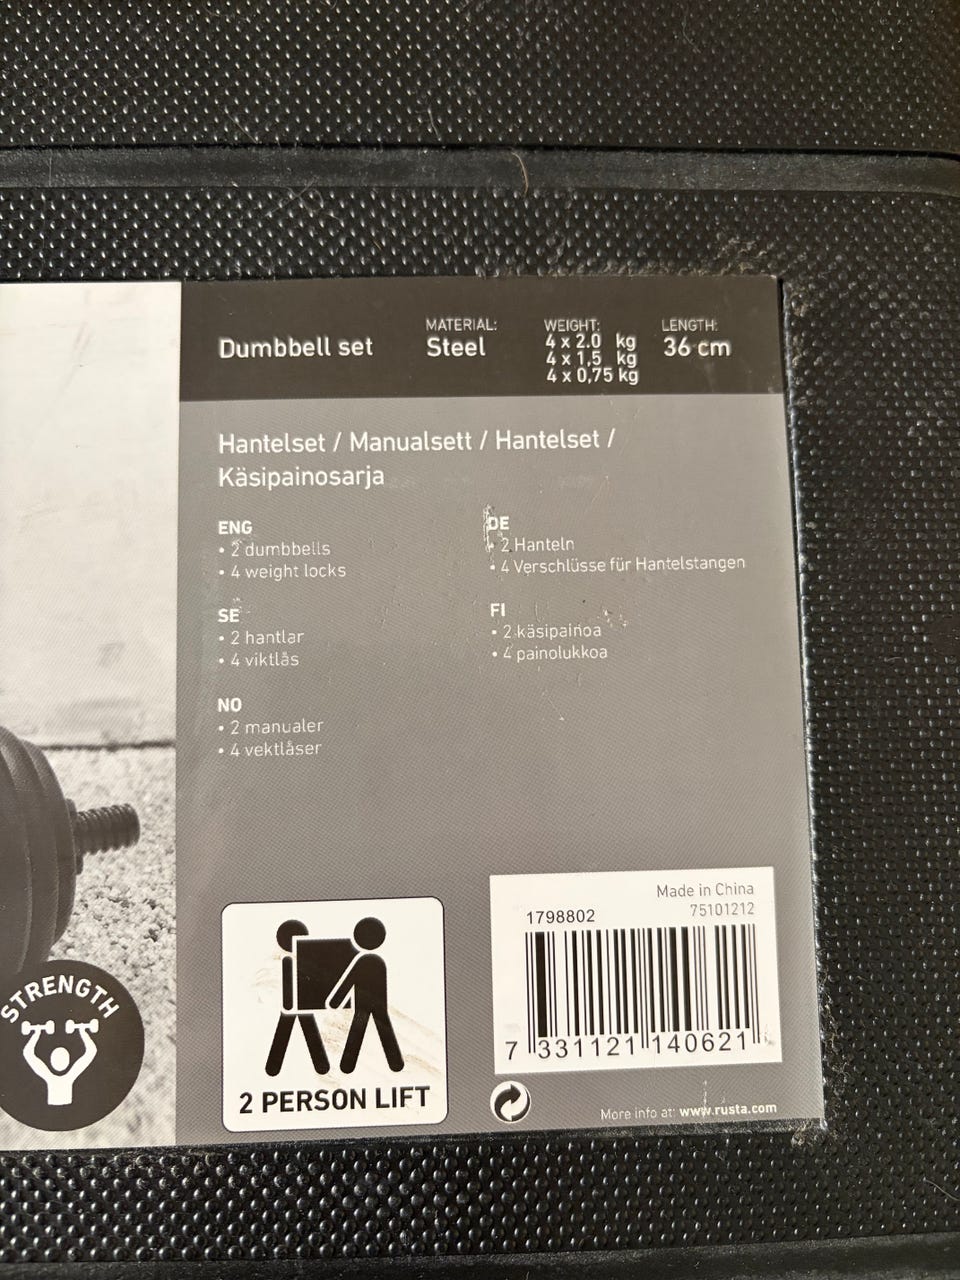 Dumbbell set
MATERIAL:
Steel
WEIGHT:
4 x 2.0 kg
4 x 1,5 kg
4 x 0,75 kg
LENGTH:
36 cm
Hantelset / Manualsett / Hantelset /
Käsipainosarja
ENG
• 2 dumbbells
• 4 weight locks
SE
• 2 hantlar
• 4 viktlås
NO
• 2 manualer
• 4 vektlåser
DE
• 2 Hanteln
• 4 Verschlüsse für Hantelstangen
FI
• 2 käsipainoa
• 4 painolukkoa
STRENGTH
2 PERSON LIFT
Made in China
75101212
1798802
7 331121 140621
More info at: www.rusta.com